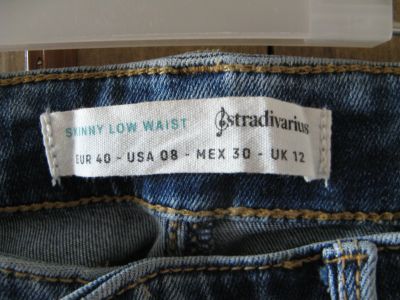 SKINNY LOW WAIST stradivarius
EUR 40 - USA 08 - MEX 30 - UK 12